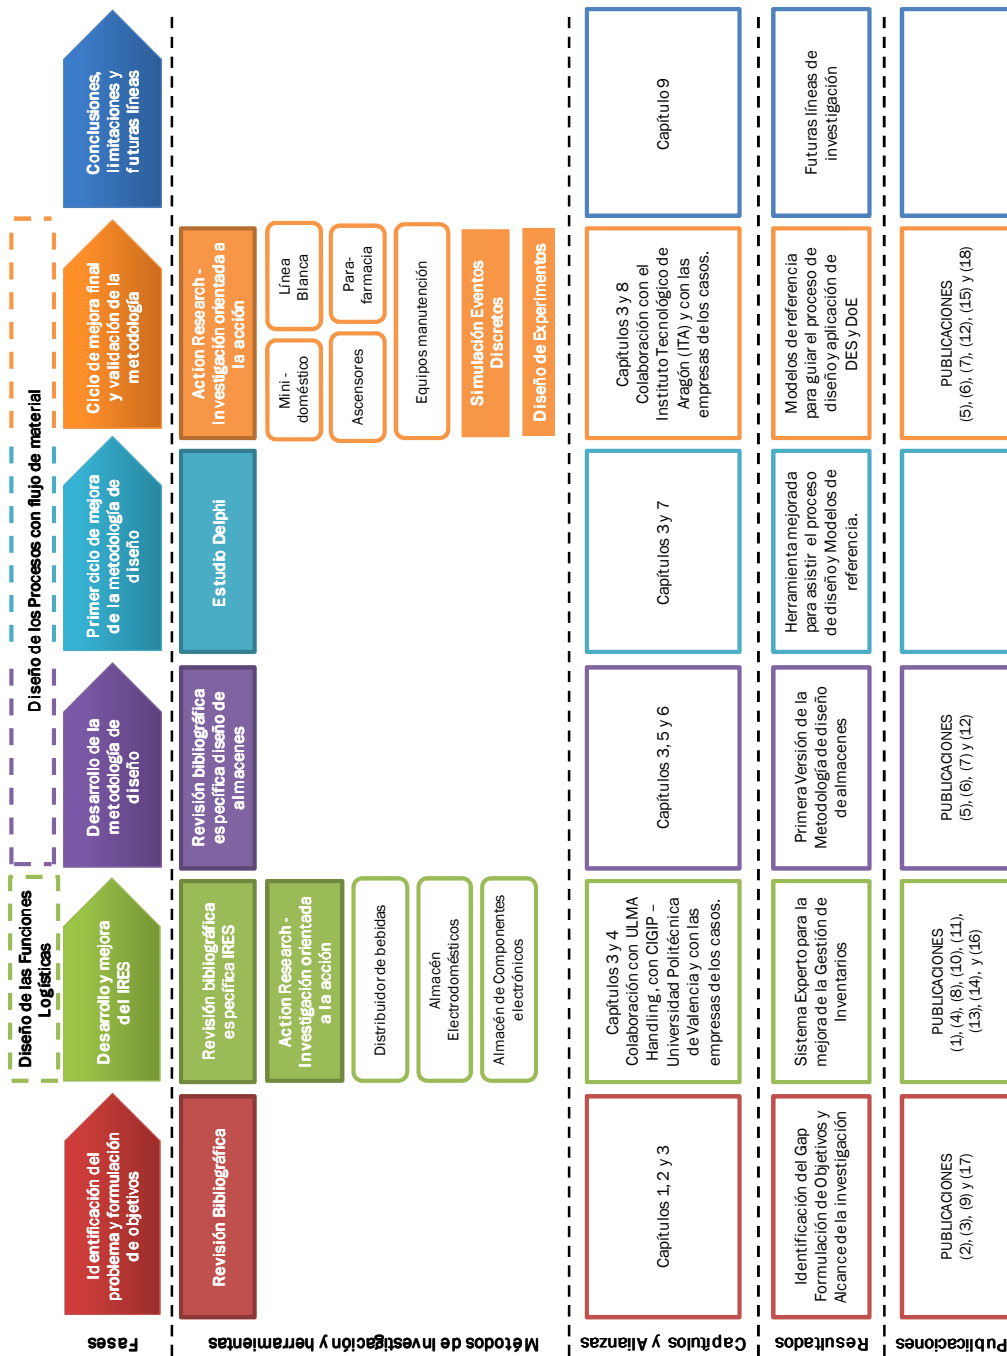 Diseño de las Funciones
Logísticas
Diseño de los Procesos con flujo de material
Fases
Identificación del
problema y formulación
de objetivos
Desarrollo y mejora
del IRES
Desarrollo de la
metodología de
diseño
Primer ciclo de mejora
de la metodología de
diseño
Ciclo de mejora final
y validación de la
metodología
Conclusiones,
limitaciones y
futuras líneas
Métodos de Investigación y herramientas
Revisión Bibliográfica
Revisión bibliográfica
específica IRES
Action Research -
Investigación orientada
a la acción
Distribuidor de bebidas
Almacén
Electrodomésticos
Almacén de Componentes
electrónicos
Revisión bibliográfica
específica diseño de
almacenes
Estudio Delphi
Action Research -
Investigación orientada a
la acción
Mini-
doméstico
Línea
Blanca
Ascensores
Para-
farmacia
Equipos manutención
Simulación Eventos
Discretos
Diseño de Experimentos
Capítulos y Alianzas
Capítulos 1, 2 y 3
Capítulos 3 y 4
Colaboración con ULMA
Handling, con CIGIP –
Universidad Politécnica
de Valencia y con las
empresas de los casos.
Capítulos 3, 5 y 6
Capítulos 3 y 7
Capítulos 3 y 8
Colaboración con el
Instituto Tecnológico de
Aragón (ITA) y con las
empresas de los casos.
Capítulo 9
Resultados
Identificación del Gap
Formulación de Objetivos y
Alcance de la investigación
Sistema Experto para la
mejora de la Gestión de
Inventarios
Primera Versión de la
Metodología de diseño
de almacenes
Herramienta mejorada
para asistir el proceso
de diseño y Modelos de
referencia.
Modelos de referencia
para guiar el proceso de
diseño y aplicación de
DES y DoE
Futuras líneas de
investigación
Publicaciones
PUBLICACIONES
(2), (3), (9) y (17)
PUBLICACIONES
(1), (4), (8), (10), (11),
(13), (14), y (16)
PUBLICACIONES
(5), (6), (7) y (12)
PUBLICACIONES
(5), (6), (7), (12), (15) y (18)